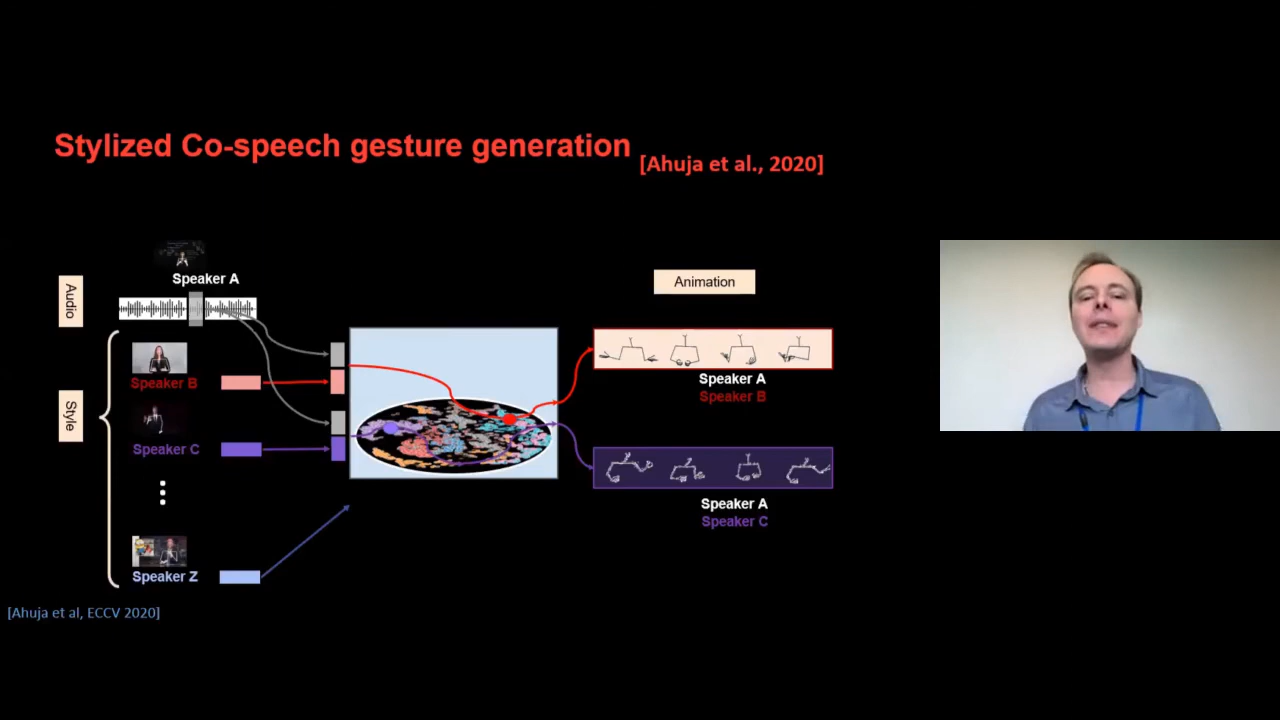 Stylized Co-speech gesture generation [Ahuja et al., 2020]
Speaker A
Audio
Animation
Speaker B
Speaker A
Speaker B
Style
Speaker C
Speaker A
Speaker C
Speaker Z
[Ahuja et al, ECCV 2020]